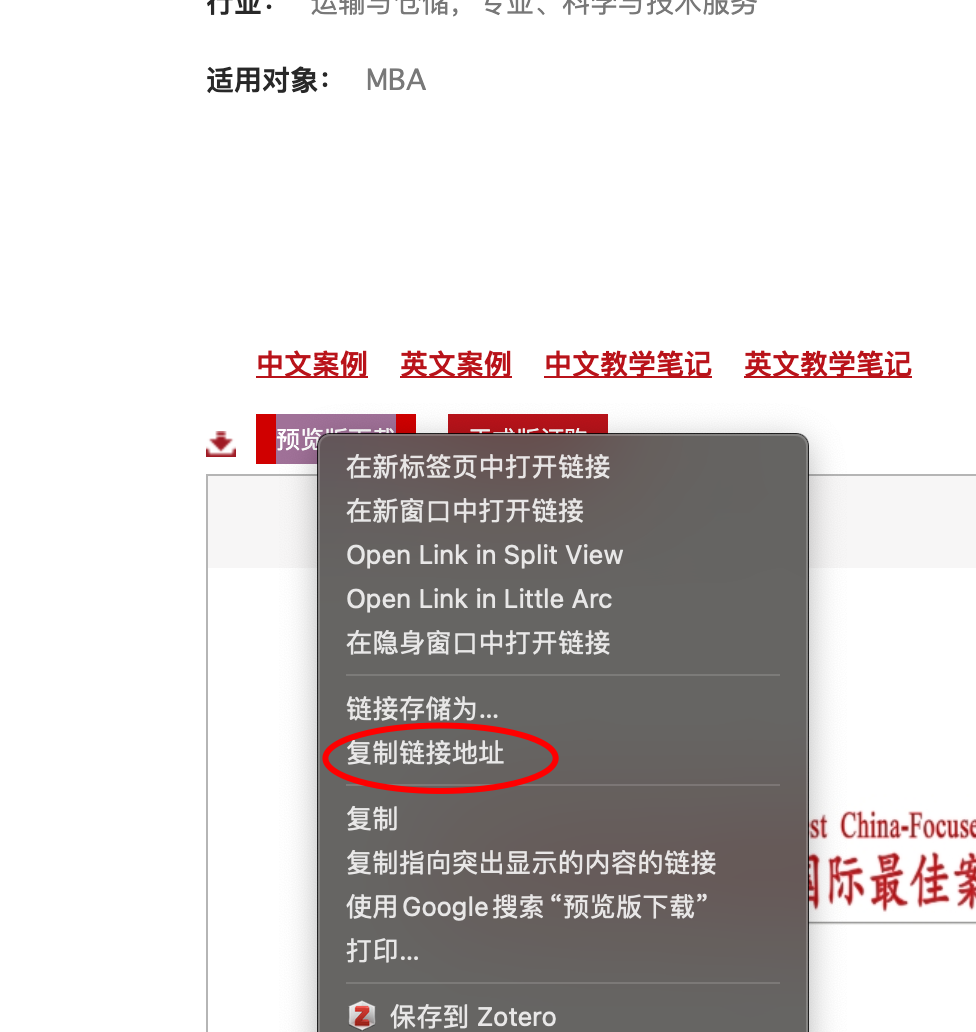 行业： 运输与仓储，专业、科学与技术服务
适用对象： MBA
中文案例 英文案例 中文教学笔记 英文教学笔记
预览版下载 正式版订购
在新标签页中打开链接
在新窗口中打开链接
Open Link in Split View
Open Link in Little Arc
在隐身窗口中打开链接
链接存储为...
复制链接地址
复制
st China-Focuse
复制指向突出显示的内容的链接
国际最佳案
使用Google搜索“预览版下载”
打印...
保存到 Zotero